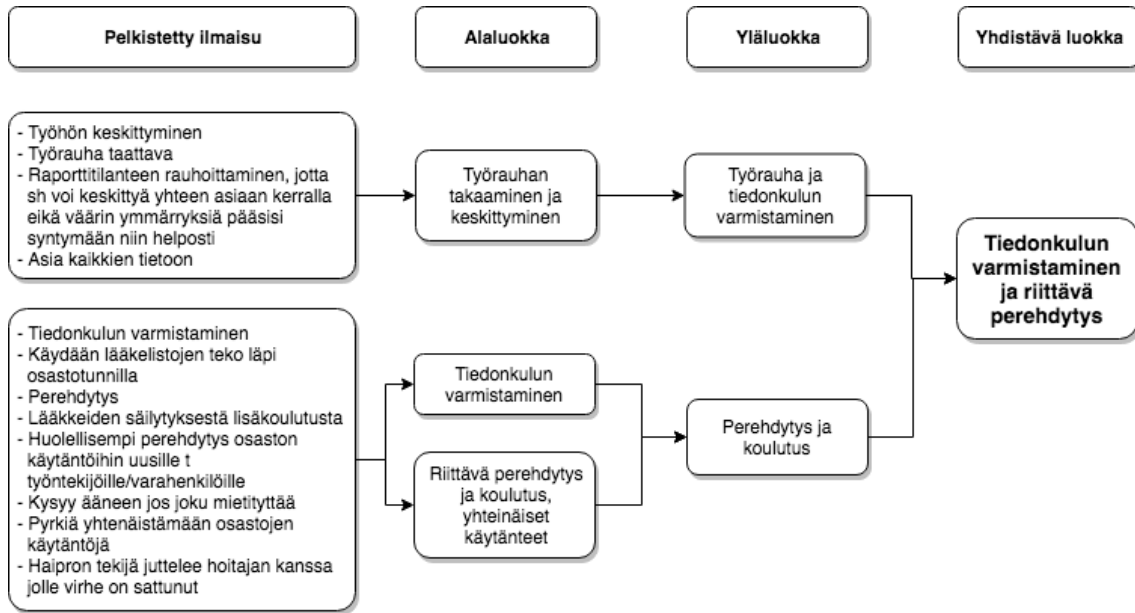 Pelkistetty ilmaisu
Alaluokka
Yläluokka
Yhdistävä luokka
- Työhön keskittyminen
- Työrauha taattava
- Raporttitilanteen rauhoittaminen, jotta
sh voi keskittyä yhteen asiaan kerralla
eikä väärin ymmärryksiä pääsisi
syntymään niin helposti
- Asia kaikkien tietoon
Työrauhan
takaaminen ja
keskittyminen
Työrauha ja
tiedonkulun
varmistaminen
Tiedonkulun
varmistaminen
ja riittävä
perehdytys
- Tiedonkulun varmistaminen
- Käydään lääkelistojen teko läpi
osastotunnilla
- Perehdytys
- Lääkkeiden säilytyksestä lisäkoulutusta
- Huolellisempi perehdytys osaston
käytäntöihin uusille t
työntekijöille/varahenkilöille
- Kysyy ääneen jos joku mietityttää
- Pyrkiä yhtenäistämään osastojen
käytäntöjä
- Haipron tekijä juttelee hoitajan kanssa
jolle virhe on sattunut
Tiedonkulun
varmistaminen
Riittävä perehdytys
ja koulutus,
yhteinäiset
käytänteet
Perehdytys ja
koulutus